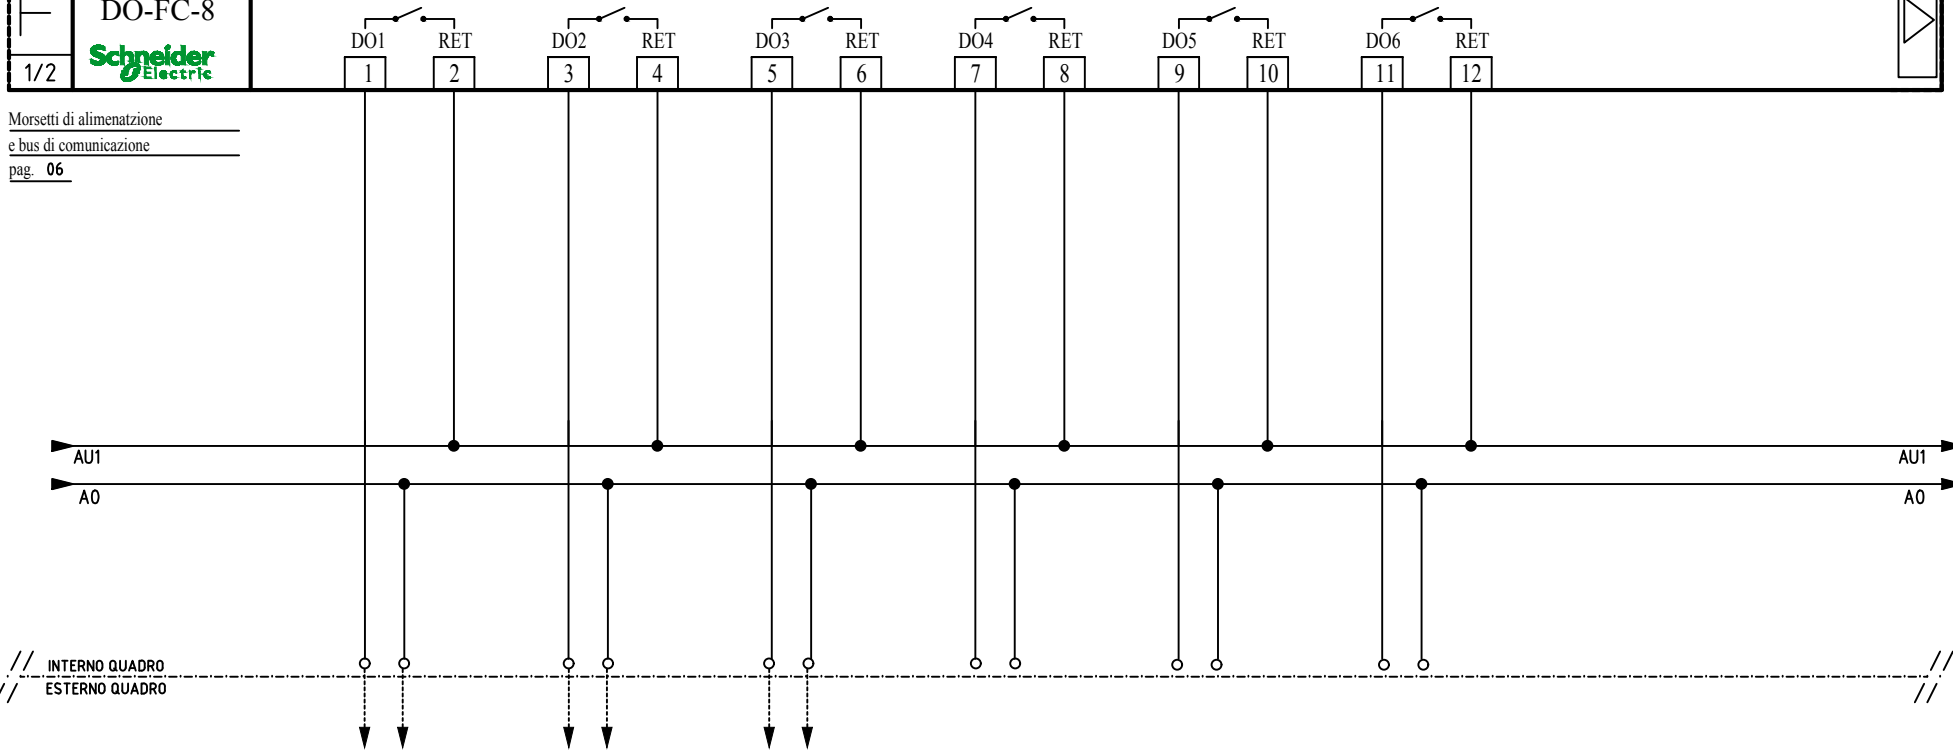 DO-FC-8
Schneider
Electric
1/2
DO1 RET DO2 RET DO3 RET DO4 RET DO5 RET DO6 RET
1 2 3 4 5 6 7 8 9 10 11 12
Morsetti di alimenatzione
e bus di comunicazione
pag. 06
AU1 AU1
A0 A0
INTERNO QUADRO
ESTERNO QUADRO